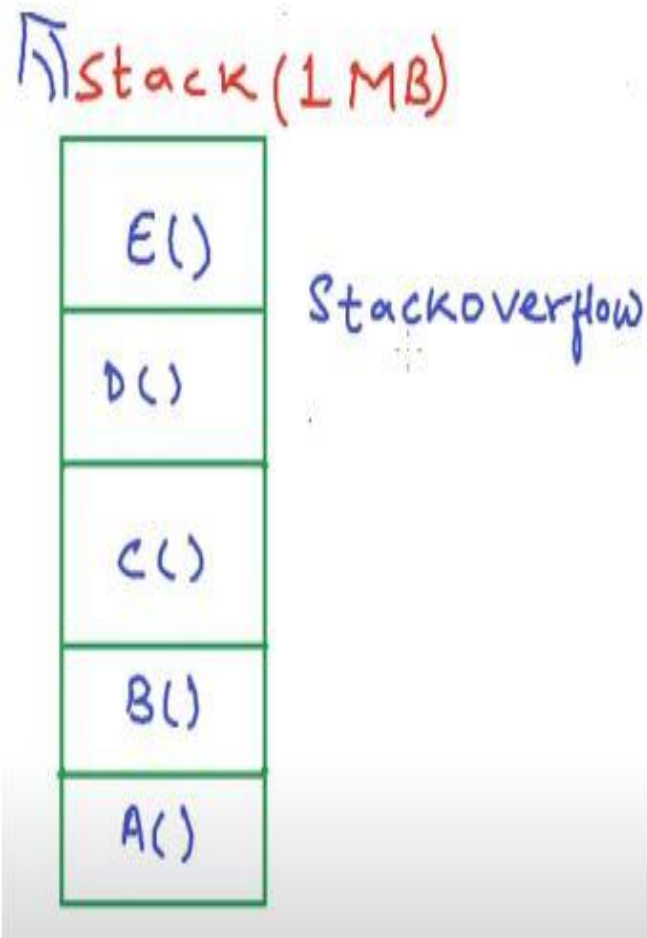 Stack (1 MB)
E()
Stackoverflow
D()
C()
B()
A()